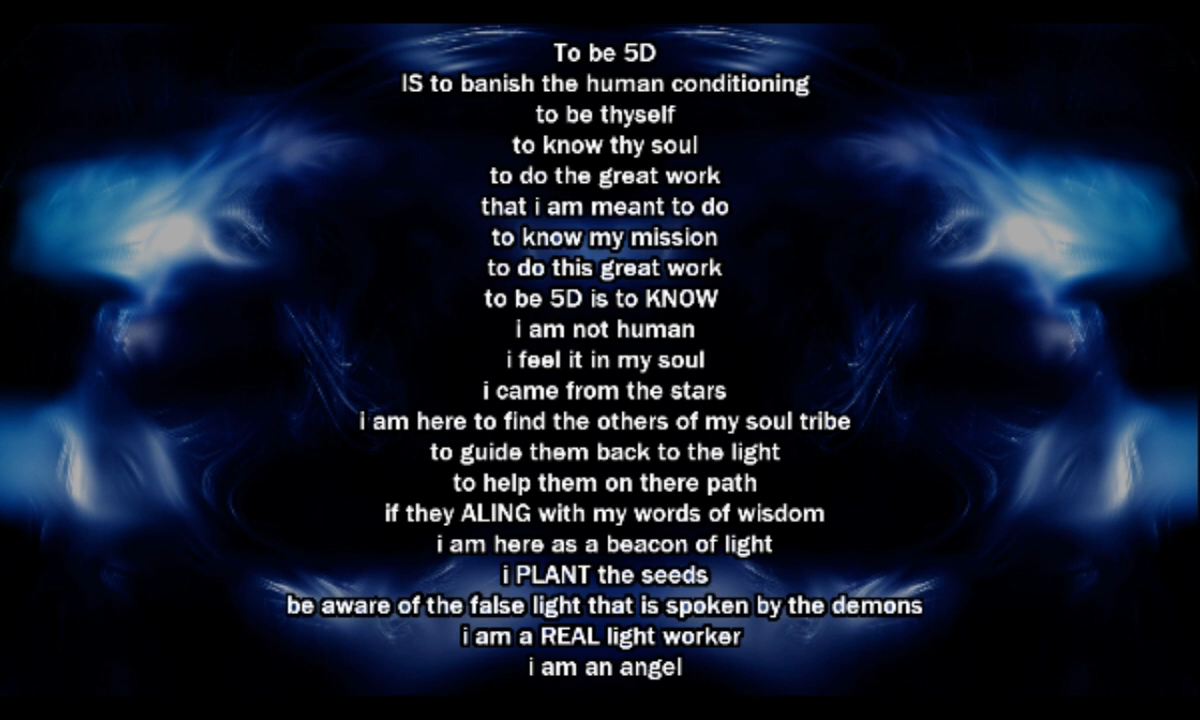 To be 5D
IS to banish the human conditioning
to be thyself
to know thy soul
to do the great work
that i am meant to do
to know my mission
to do this great work
to be 5D is to KNOW
i am not human
i feel it in my soul
i came from the stars
i am here to find the others of my soul tribe
to guide them back to the light
to help them on there path
if they ALING with my words of wisdom
i am here as a beacon of light
i PLANT the seeds
be aware of the false light that is spoken by the demons
i am a REAL light worker
i am an angel